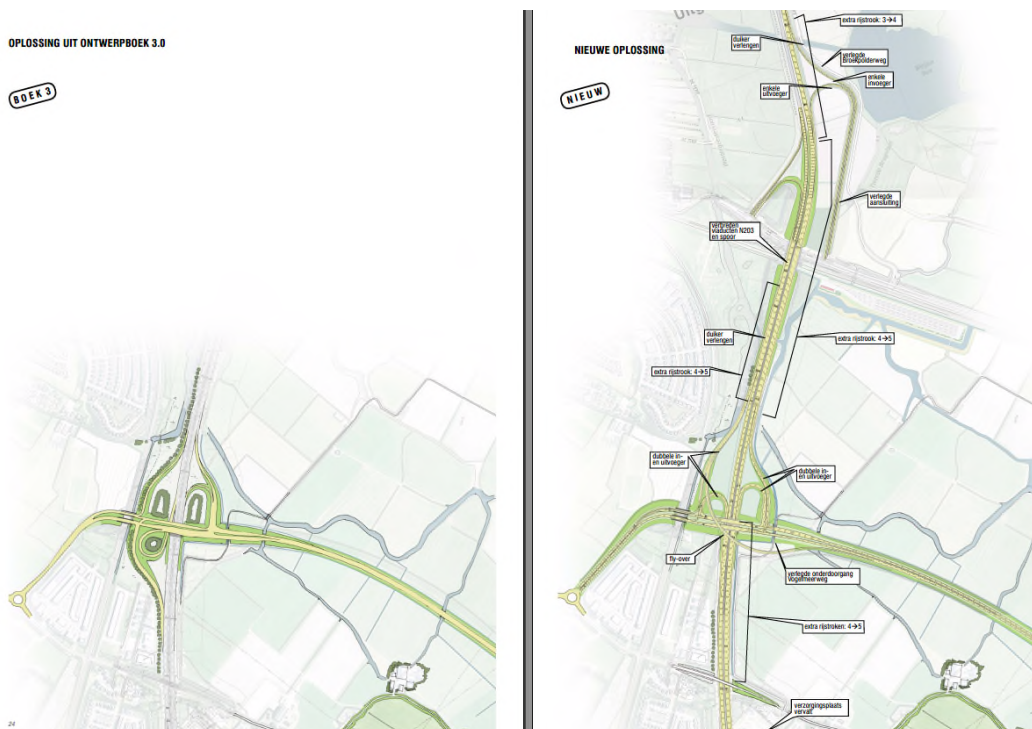 OPLOSSING UIT ONTWERPBOEK 3.0
BOEK 3
24
NIEUWE OPLOSSING
NIEUW
extra rijstrook: 3→4
duiker
verlengen
verlegde
Broekpolderweg
enkele
invoeger
enkele
uitvoeger
verlegde
aansluiting
verbreden
viaducten N203
en spoor
duiker
verlengen
extra rijstrook: 4→5
extra rijstrook: 4→5
dubbele in-
en uitvoeger
dubbele in-
en uitvoeger
fly-over
verlegde onderdoorgang
Vogelmeerweg
extra rijstroken: 4→5
verzorgingsplaats
vervalt